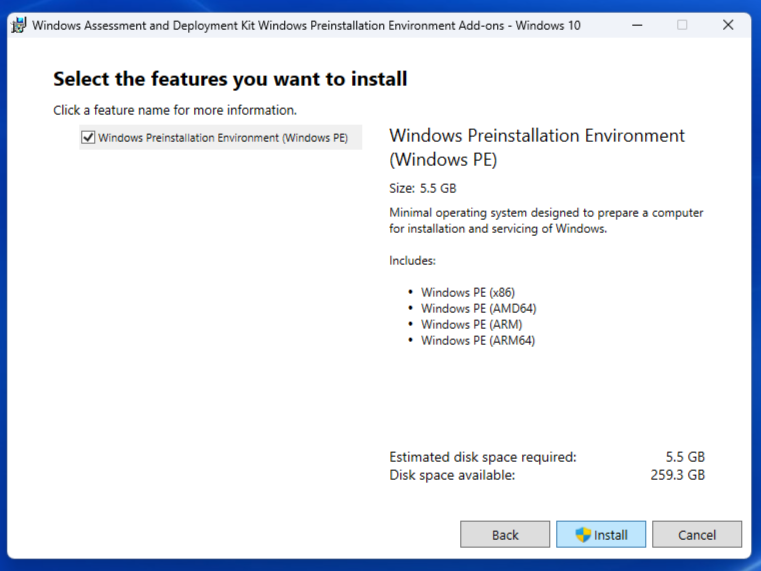 Windows Assessment and Deployment Kit Windows Preinstallation Environment Add-ons - Windows 10
Select the features you want to install
Click a feature name for more information.
Windows Preinstallation Environment (Windows PE)
Windows Preinstallation Environment
(Windows PE)
Size: 5.5 GB
Minimal operating system designed to prepare a computer
for installation and servicing of Windows.
Includes:
• Windows PE (x86)
• Windows PE (AMD64)
• Windows PE (ARM)
• Windows PE (ARM64)
Estimated disk space required: 5.5 GB
Disk space available: 259.3 GB
Back Install Cancel